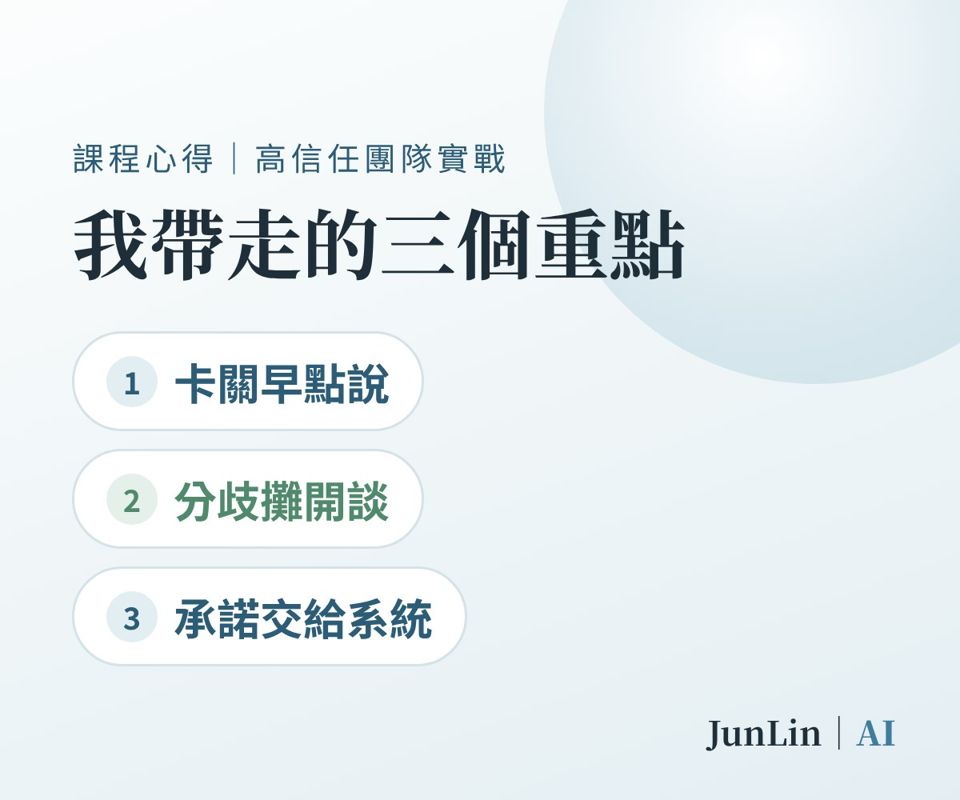 課程心得｜高信任團隊實戰
我帶走的三個重點
1 卡關早點說
2 分歧攤開談
3 承諾交給系統
JunLin｜AI